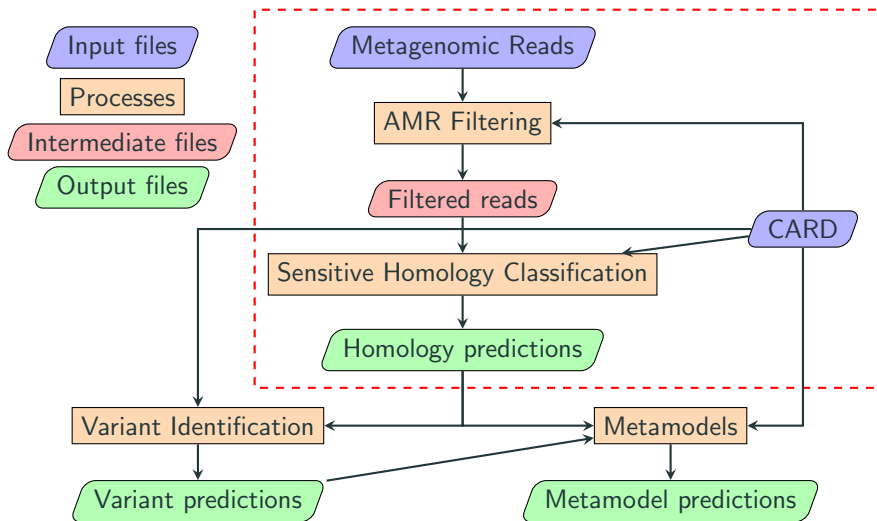 Input files
Processes
Intermediate files
Output files
Metagenomic Reads
AMR Filtering
Filtered reads
CARD
Sensitive Homology Classification
Homology predictions
Variant Identification
Metamodels
Variant predictions
Metamodel predictions